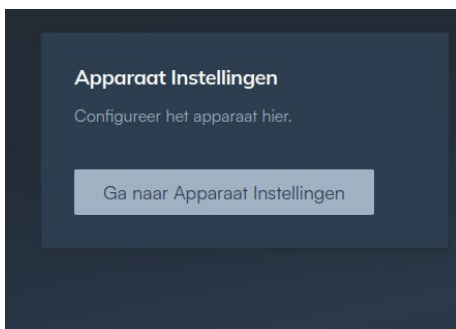 Apparaat Instellingen
Configureer het apparaat hier.
Ga naar Apparaat Instellingen